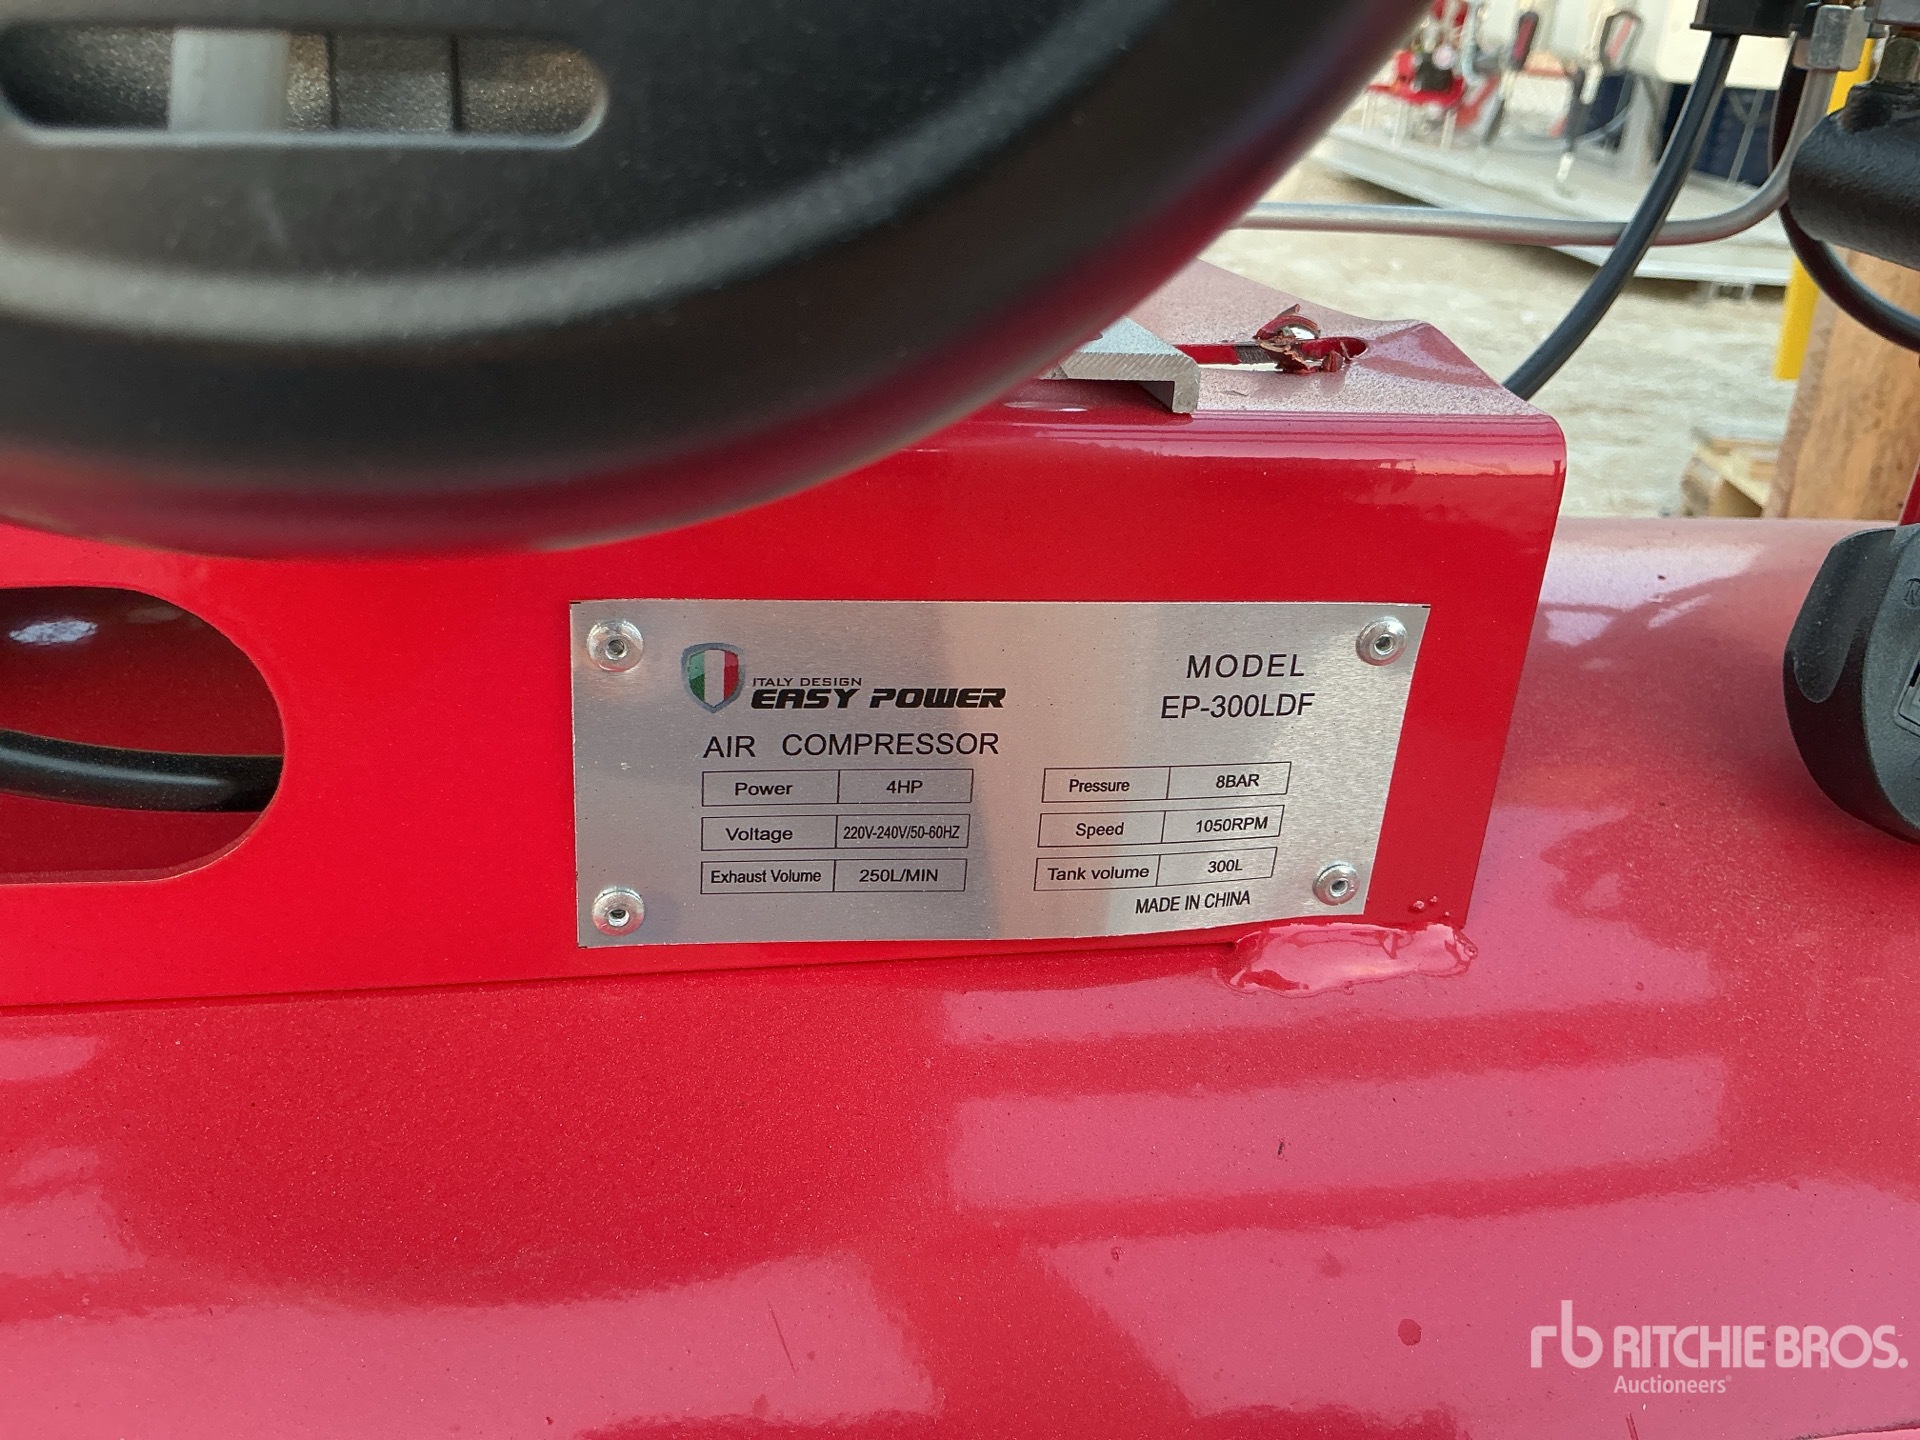 ITALY DESIGN
EASY POWER
AIR COMPRESSOR
MODEL
EP-300LDF
Power 4HP
Voltage 220V-240V/50-60HZ
Exhaust Volume 250L/MIN
Pressure 8BAR
Speed 1050RPM
Tank volume 300L
MADE IN CHINA
rb RITCHIE BROS.
Auctioneers